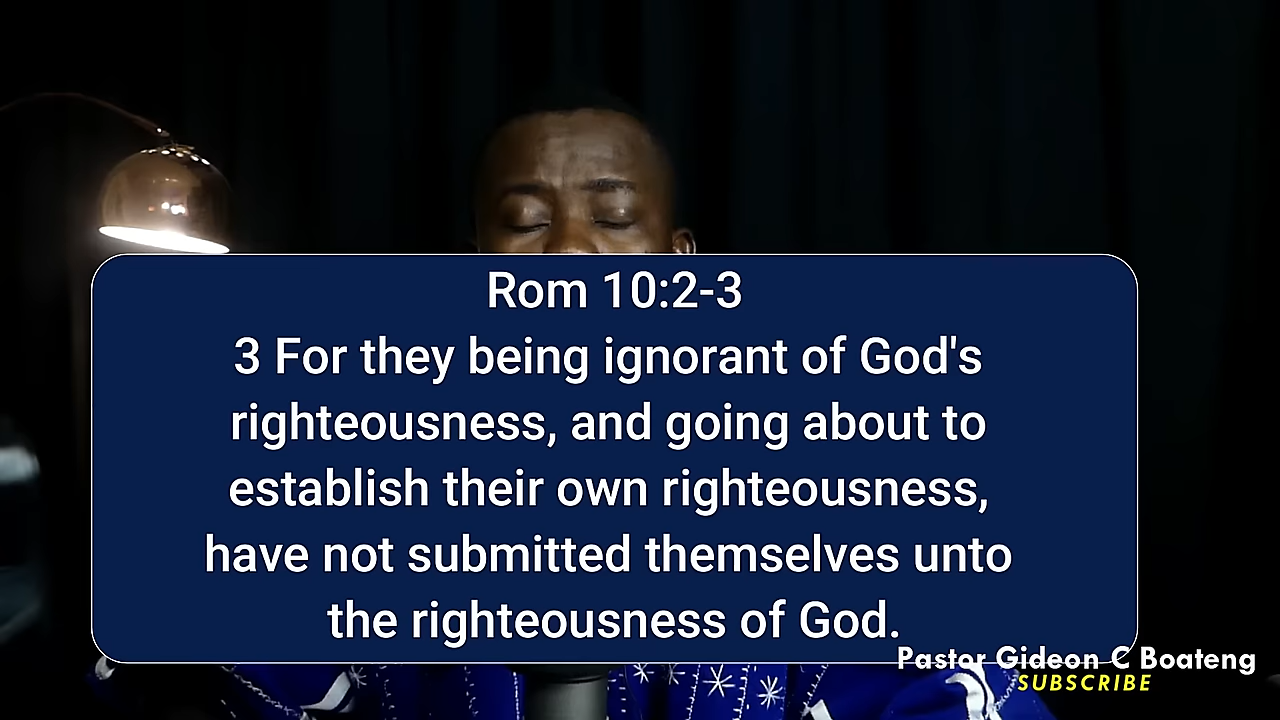 Rom 10:2-3
3 For they being ignorant of God's
righteousness, and going about to
establish their own righteousness,
have not submitted themselves unto
the righteousness of God.
Pastor Gideon C Boateng
SUBSCRIBE